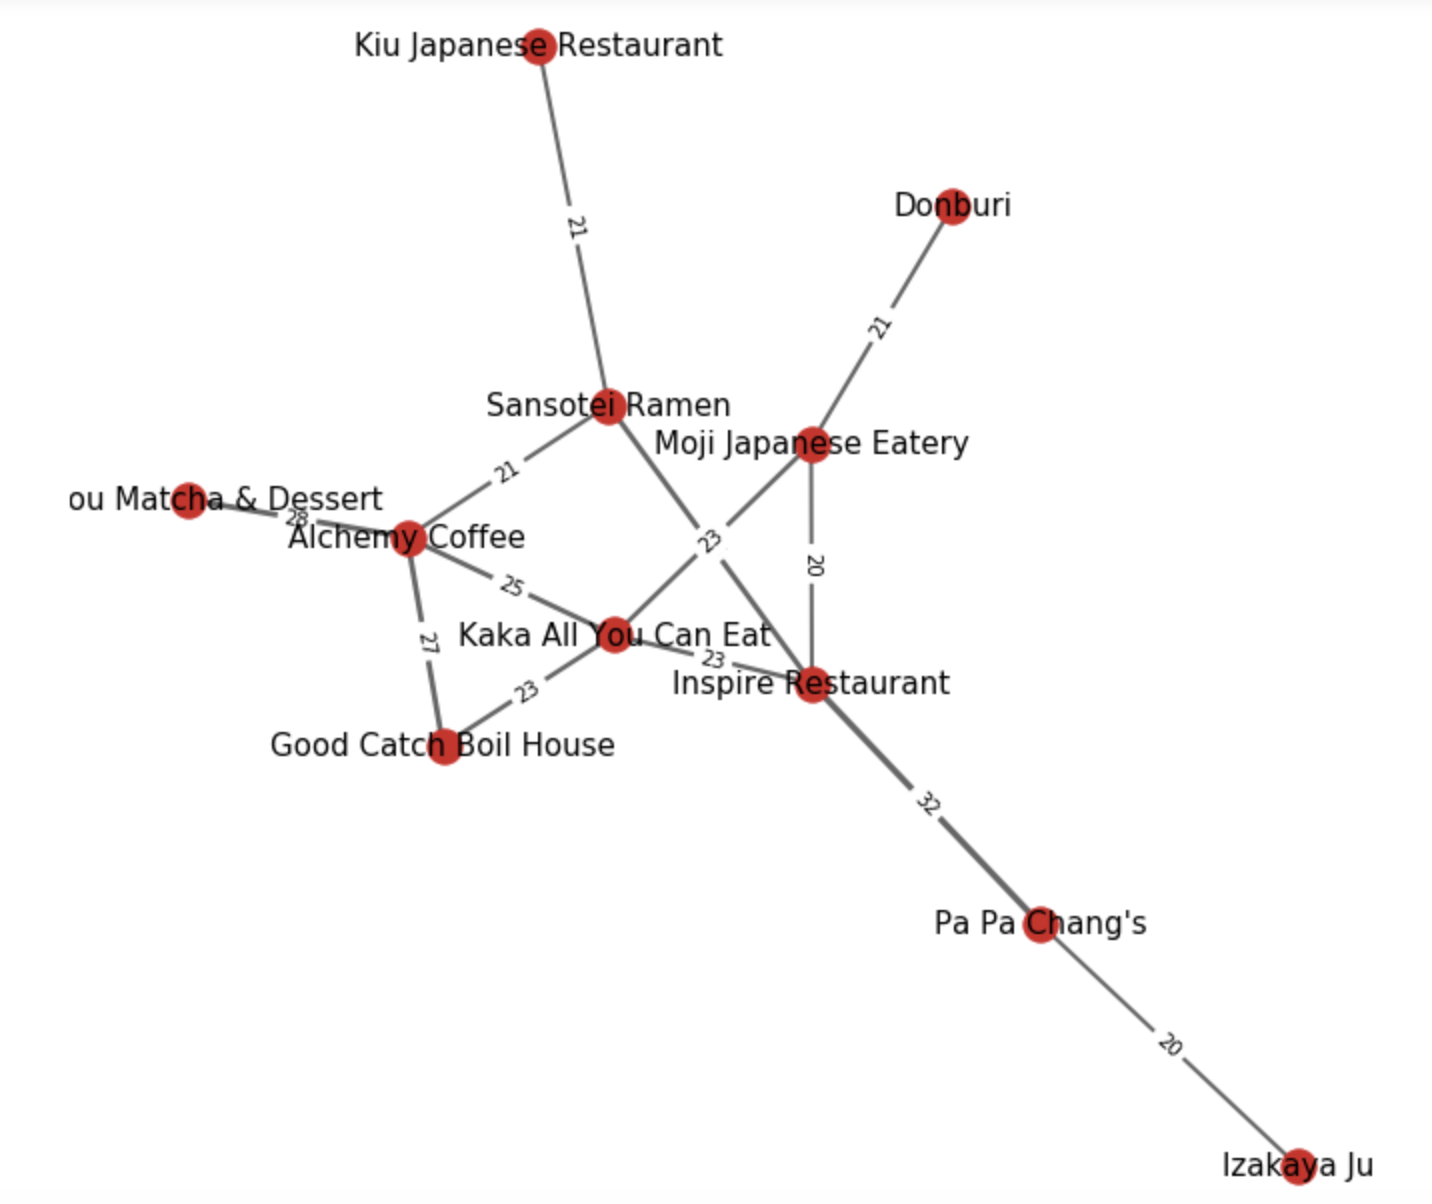 Kiu Japanese Restaurant
Donburi
21
21
Sansotei Ramen
Moji Japanese Eatery
21
ou Matcha & Dessert
28
Alchemy Coffee
23
20
25
Kaka All You Can Eat
27
23
Inspire Restaurant
23
Good Catch Boil House
32
Pa Pa Chang's
20
Izakaya Ju